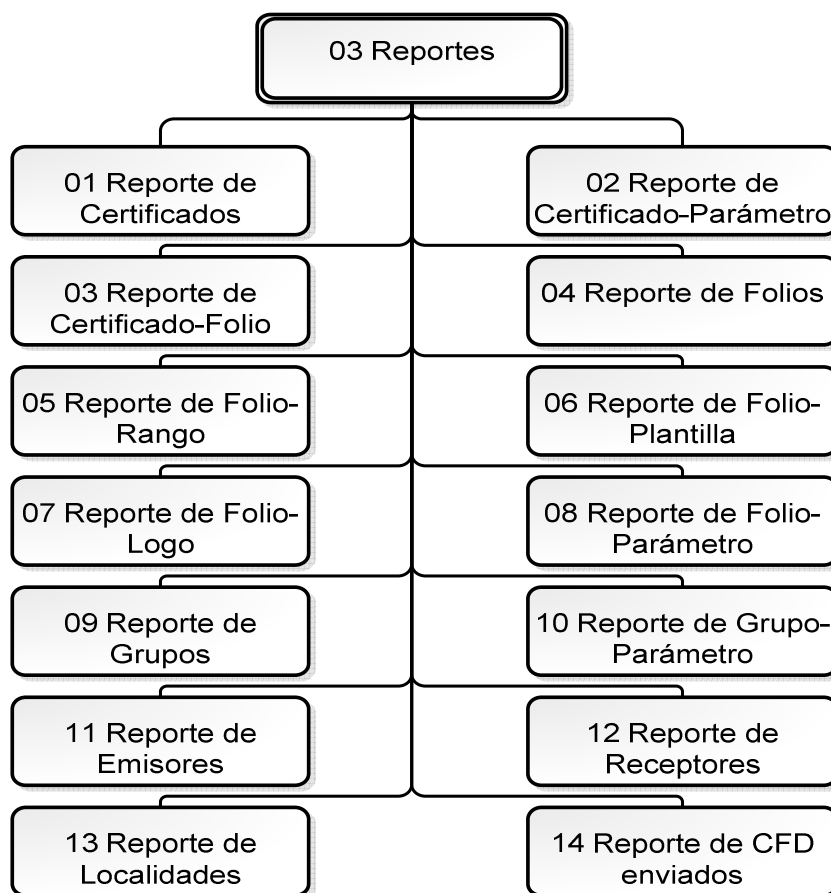 03 Reportes
01 Reporte de
Certificados
02 Reporte de
Certificado-Parámetro
03 Reporte de
Certificado-Folio
04 Reporte de Folios
05 Reporte de Folio-
Rango
06 Reporte de Folio-
Plantilla
07 Reporte de Folio-
Logo
08 Reporte de Folio-
Parámetro
09 Reporte de
Grupos
10 Reporte de Grupo-
Parámetro
11 Reporte de
Emisores
12 Reporte de
Receptores
13 Reporte de
Localidades
14 Reporte de CFD
enviados